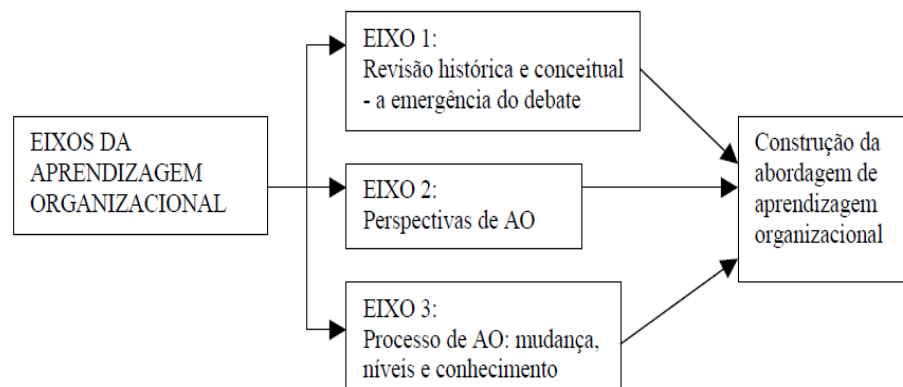 EIXOS DA
APRENDIZAGEM
ORGANIZACIONAL
EIXO 1:
Revisão histórica e conceitual
- a emergência do debate
EIXO 2:
Perspectivas de AO
EIXO 3:
Processo de AO: mudança,
níveis e conhecimento
Construção da
abordagem de
aprendizagem
organizacional